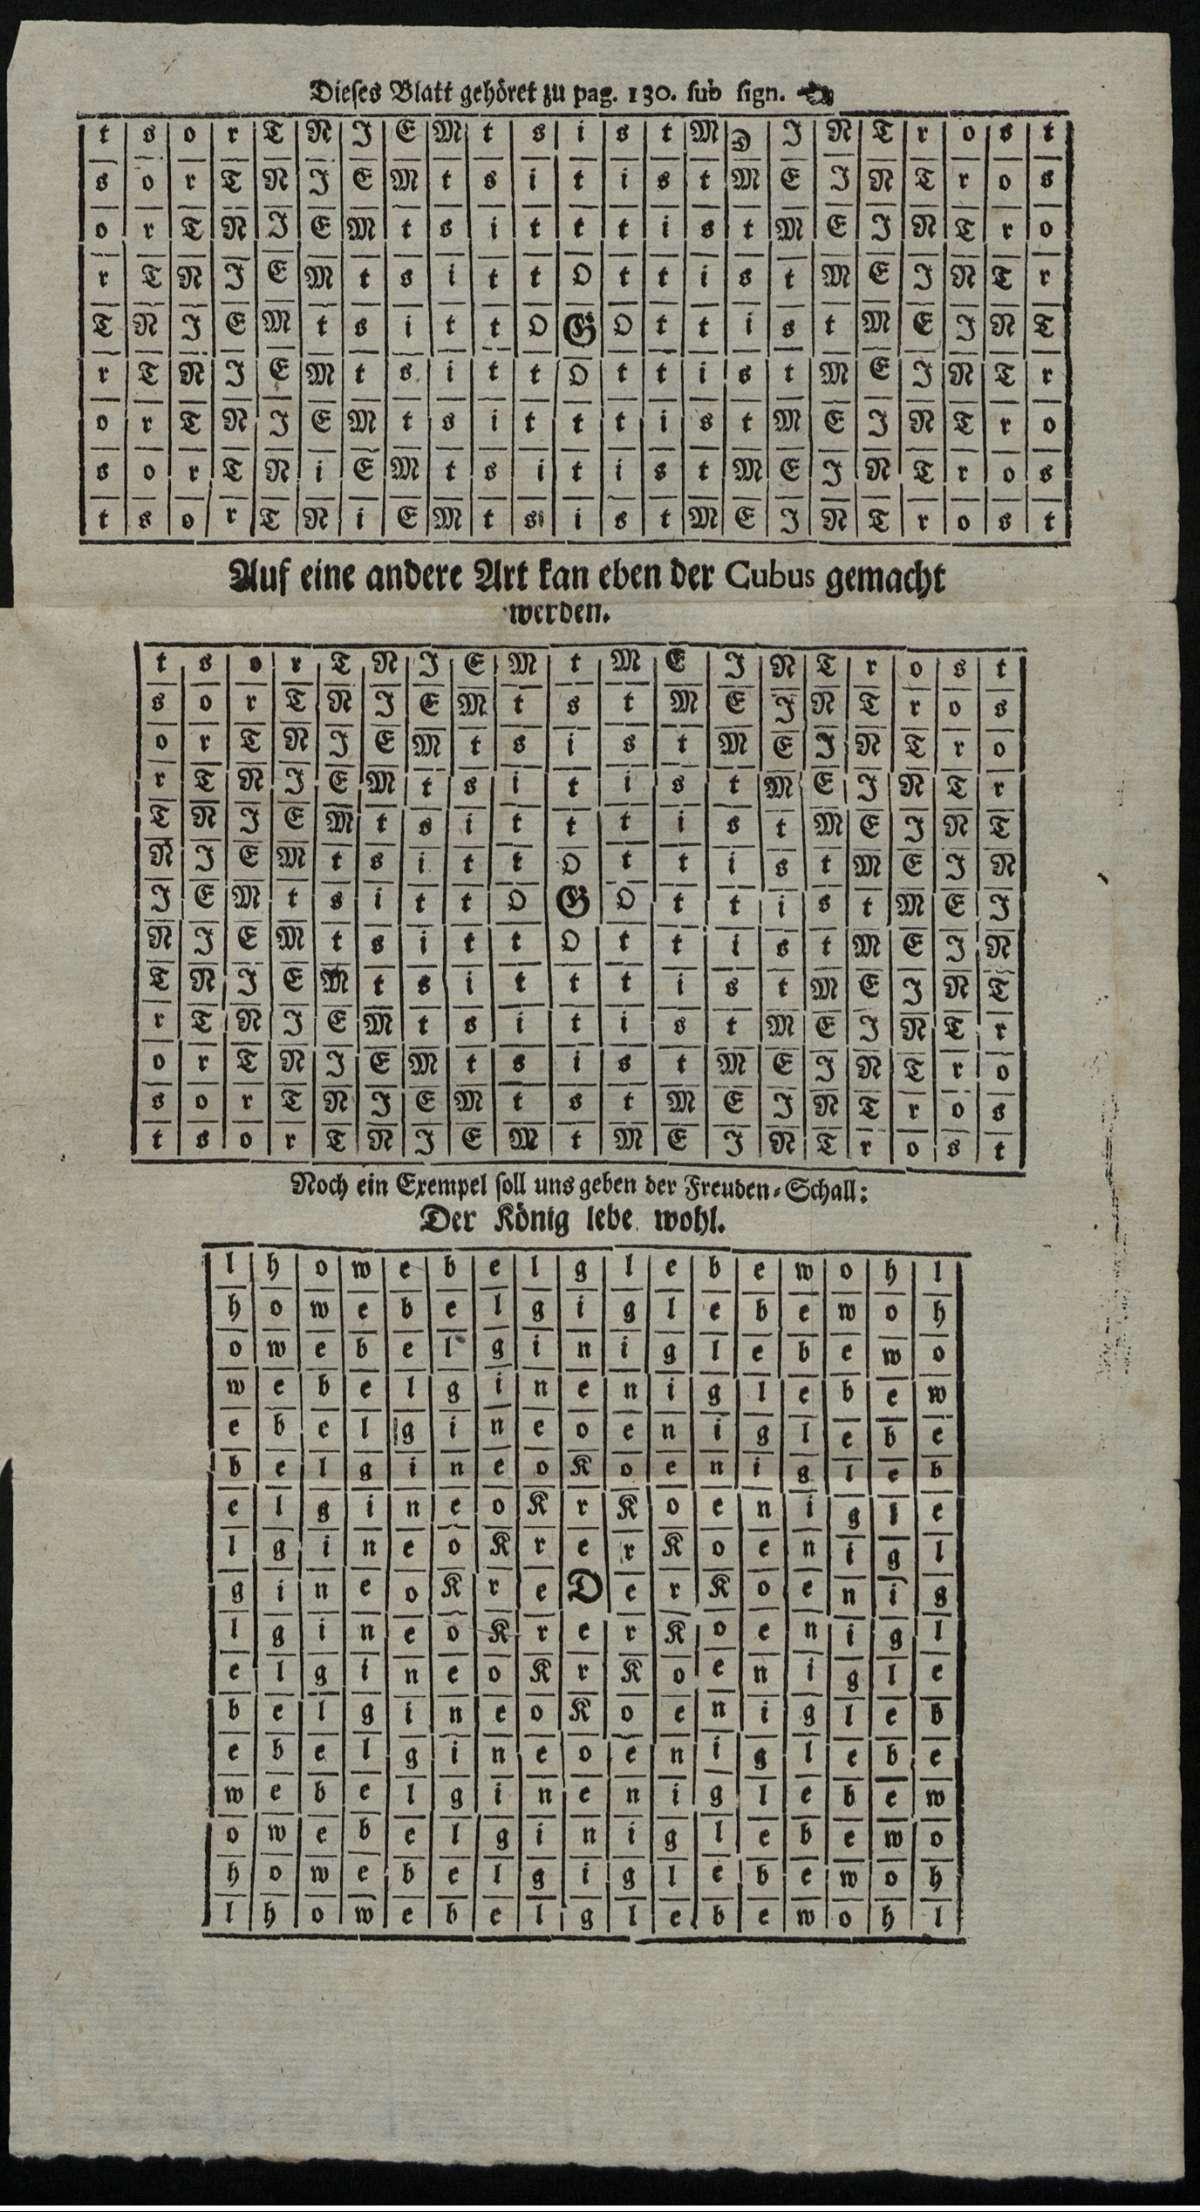 Dieses Blatt gehöret zu pag. 130. sub sign. ☚
t s o r T N J E M t s i s t M E J N T r o s t
s o r T N J E M t s i t i s t M E J N T r o s
o r T N J E M t s i t t t i s t M E J N T r o
r T N J E M t s i t t O t t i s t M E J N T r
T N J E M t s i t t O G O t t i s t M E J N T
r T N J E M t s i t t O t t i s t M E J N T r
o r T N J E M t s i t t t i s t M E J N T r o
s o r T N i E M t s i t i s t M E J N T r o s
t s o r T N i E M t s i s t M E J N T r o s t
Auf eine andere Art kan eben der Cubus gemacht
werden.
t s o r T N J E M t M E J N T r o s t
s o r T N J E M t s t M E J N T r o s
o r T N J E M t s i s t M E J N T r o
r T N J E M t s i t i s t M E J N T r
T N J E M t s i t t t i s t M E J N T
N J E M t s i t t O t t i s t M E J N
J E M t s i t t O G O t t i s t M E J
N J E M t s i t t O t t i s t M E J N
T N J E M t s i t t t i s t M E J N T
r T N J E M t s i t i s t M E J N T r
o r T N J E M t s i s t M E J N T r o
s o r T N J E M t s t M E J N T r o s
t s o r T N J E M t M E J N T r o s t
Noch ein Exempel soll uns geben der Freuden-Schall:
Der König lebe wohl.
l h o w e b e l g l e b e w o h l
h o w e b e l g i g l e b e w o h
o w e b e l g i n i g l e b e w o
w e b e l g i n e n i g l e b e w
e b e l g i n e o e n i g l e b e
b e l g i n e o K o e n i g l e b
e l g i n e o K r K o e n i g l e
l g i n e o K r e r K o e n i g l
g i n e o K r e D e r K o e n i g
l g i n e o K r e r K o e n i g l
e l g i n e o K r K o e n i g l e
b e l g i n e o K o e n i g l e b
e b e l g i n e o e n i g l e b e
w e b e l g i n e n i g l e b e w
o w e b e l g i n i g l e b e w o
h o w e b e l g i g l e b e w o h
l h o w e b e l g l e b e w o h l